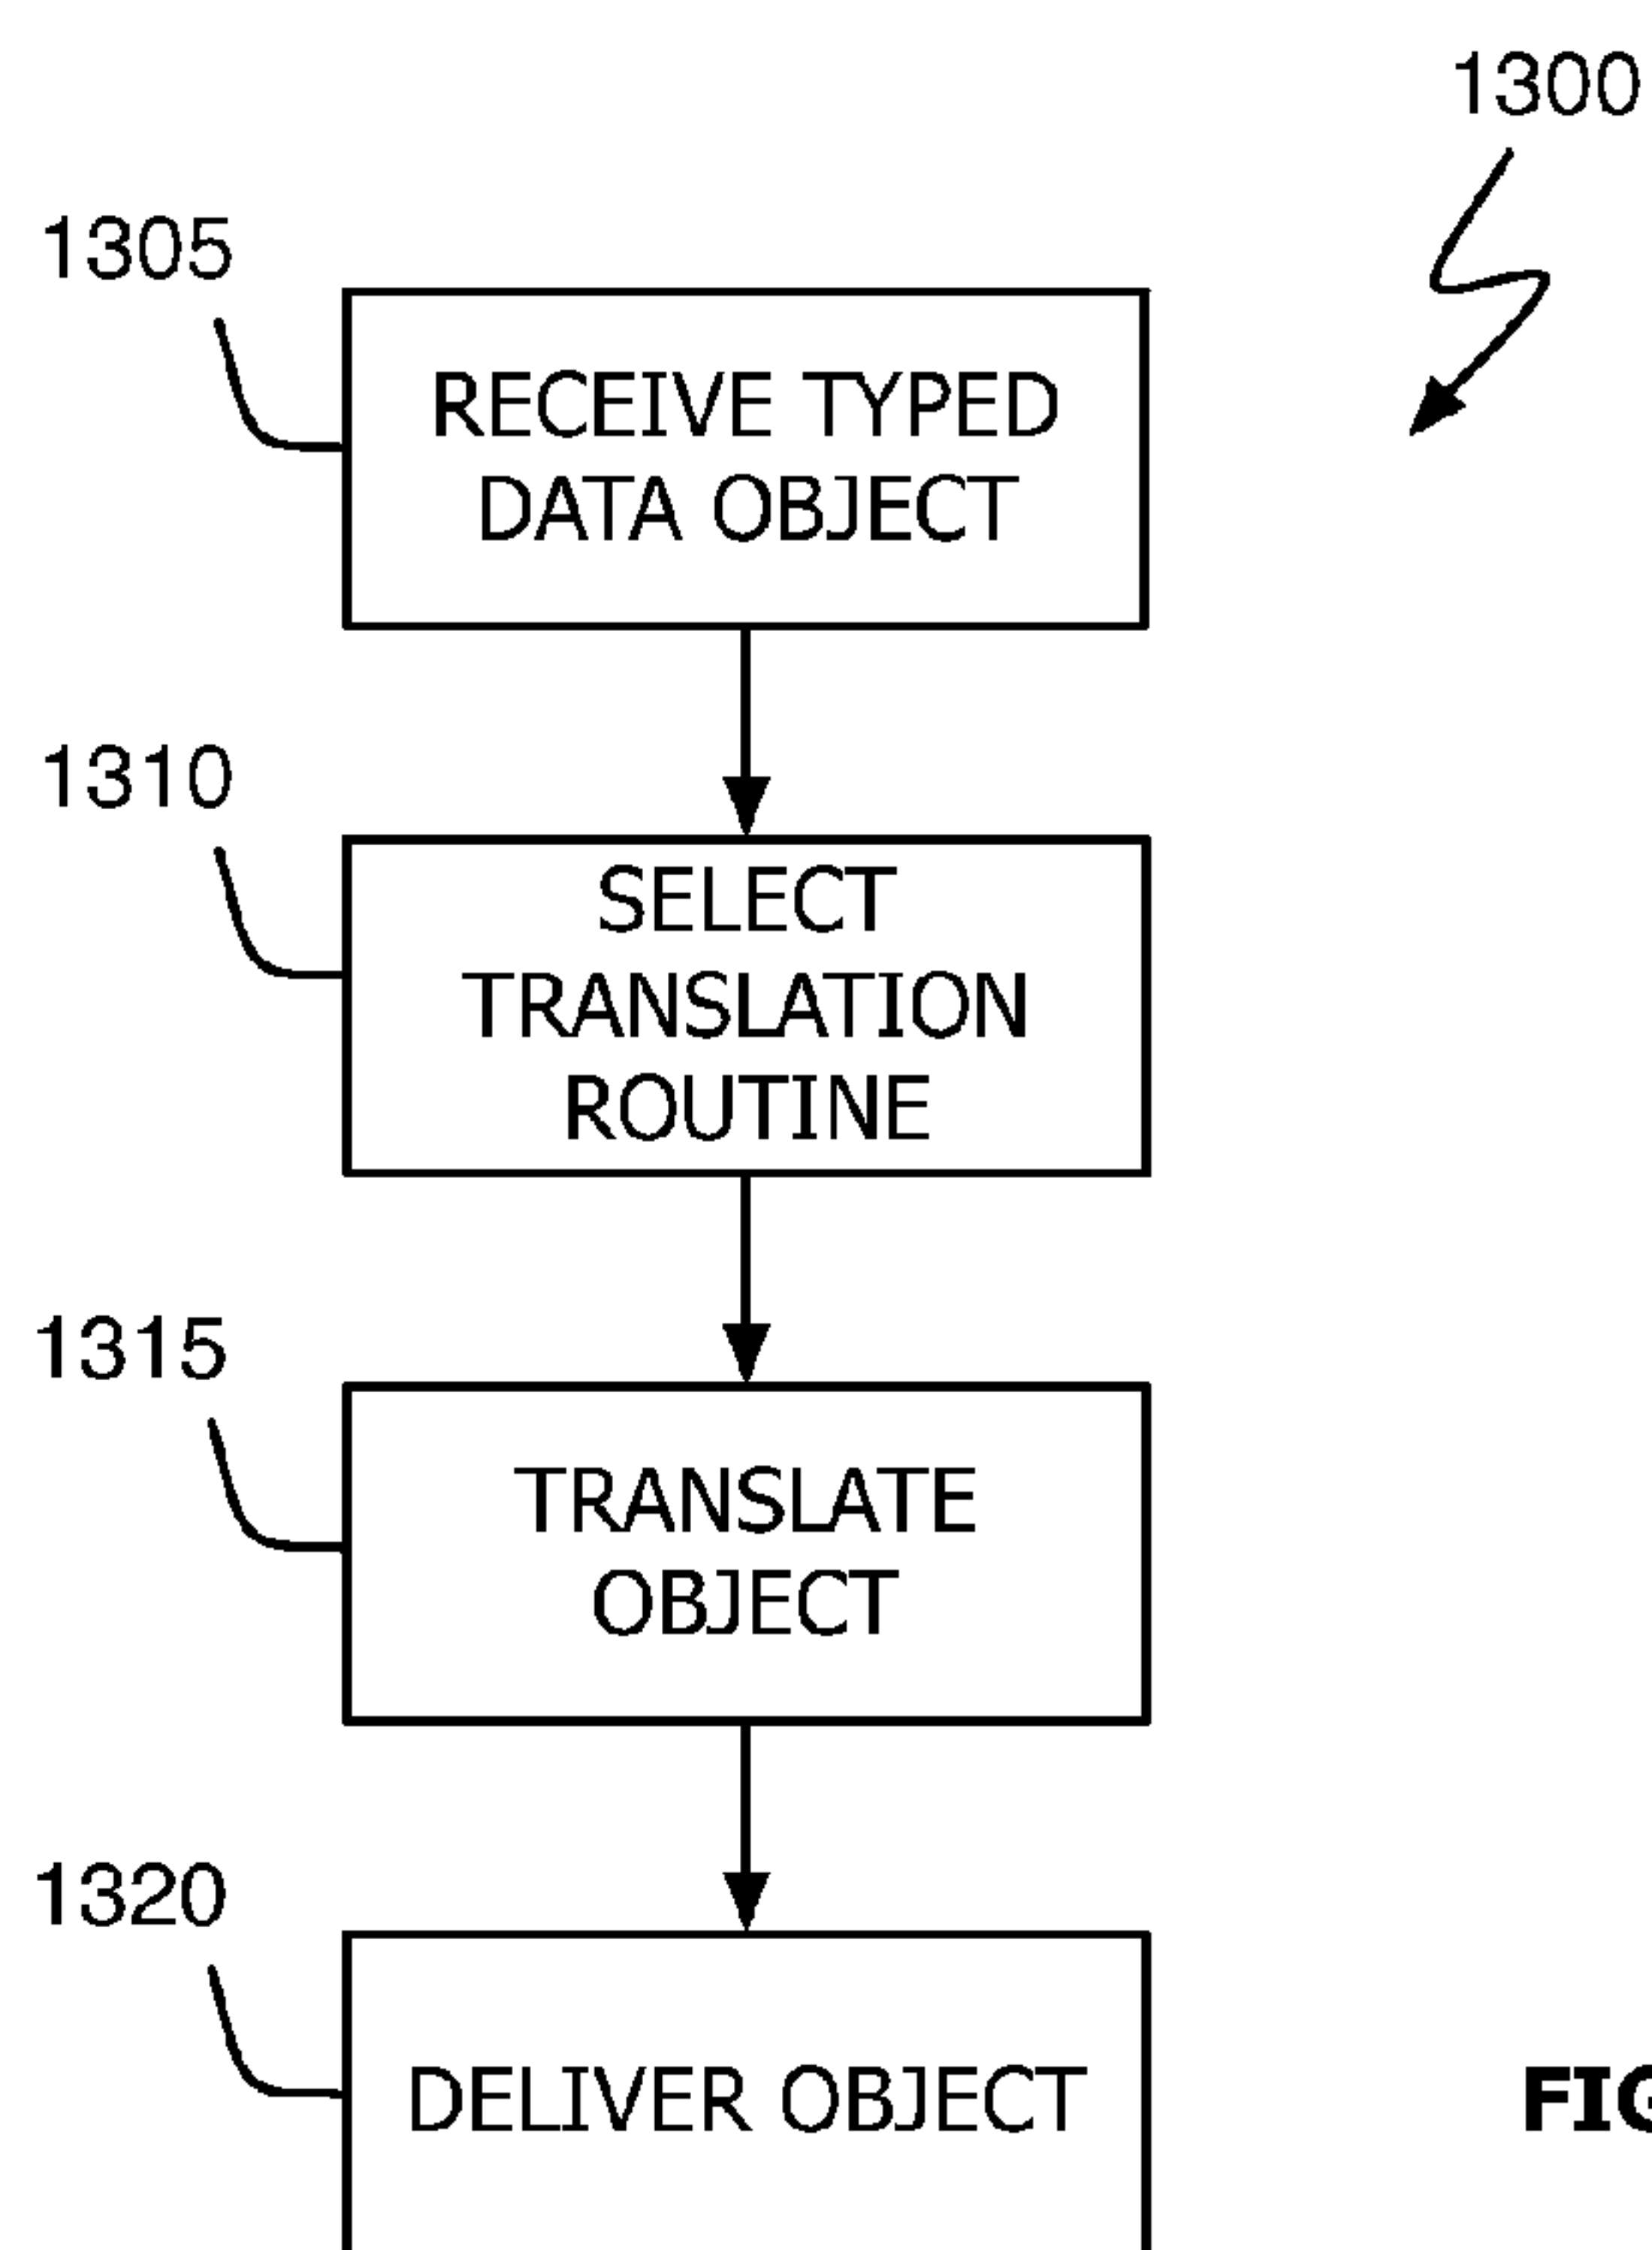 1300
1305
RECEIVE TYPED
DATA OBJECT
1310
SELECT
TRANSLATION
ROUTINE
1315
TRANSLATE
OBJECT
1320
DELIVER OBJECT